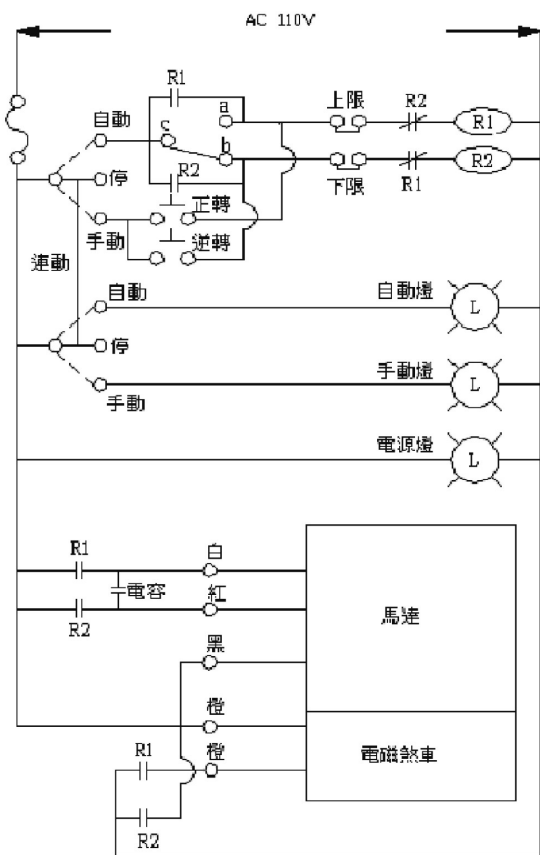 AC 110V
R1
上限
R2
自動
c
a
R1
b
R2
停
R2
下限
R1
正轉
手動
逆轉
連動
自動
自動燈
L
停
手動燈
L
手動
電源燈
L
R1
白
電容
紅
R2
馬達
黑
橙
R1
橙
電磁煞車
R2